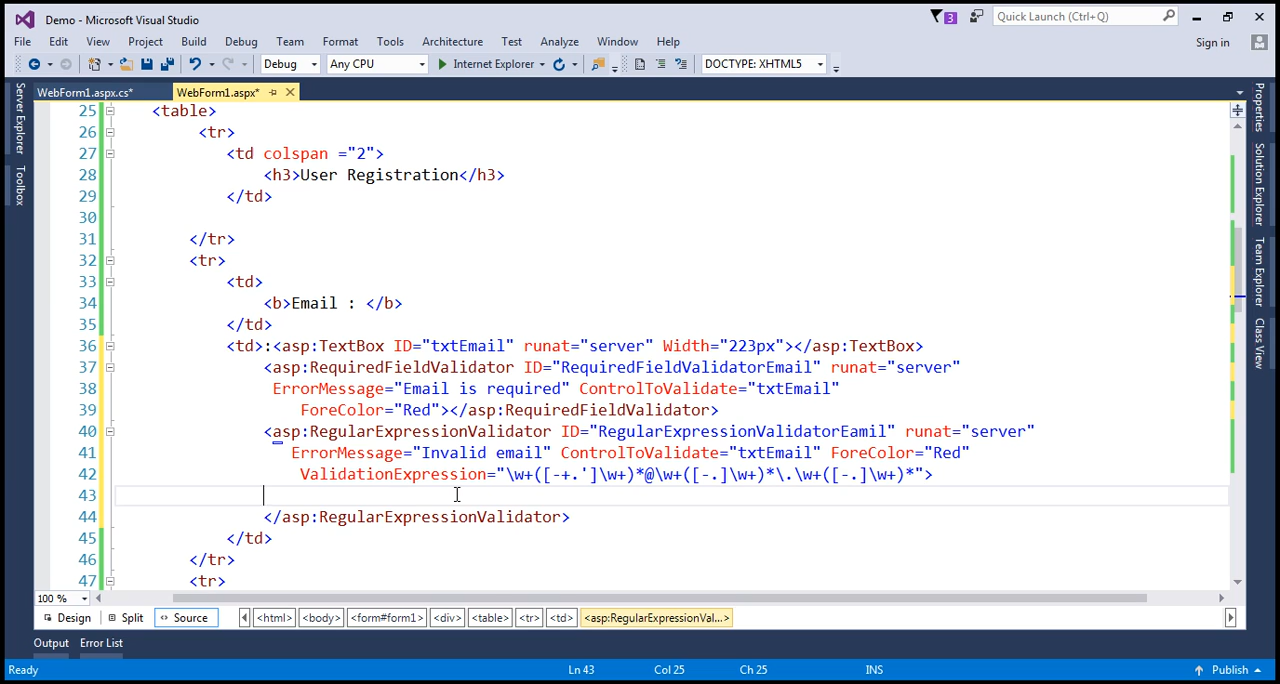 Demo - Microsoft Visual Studio
3
Quick Launch (Ctrl+Q)
File Edit View Project Build Debug Team Format Tools Architecture Test Analyze Window Help
Sign in
Debug Any CPU Internet Explorer DOCTYPE: XHTML5
WebForm1.aspx.cs* WebForm1.aspx*
Server Explorer
Toolbox
25 <table>
26 <tr>
27 <td colspan ="2">
28 <h3>User Registration</h3>
29 </td>
30
31 </tr>
32 <tr>
33 <td>
34 <b>Email : </b>
35 </td>
36 <td>:<asp:TextBox ID="txtEmail" runat="server" Width="223px"></asp:TextBox>
37 <asp:RequiredFieldValidator ID="RequiredFieldValidatorEmail" runat="server"
38 ErrorMessage="Email is required" ControlToValidate="txtEmail"
39 ForeColor="Red"></asp:RequiredFieldValidator>
40 <asp:RegularExpressionValidator ID="RegularExpressionValidatorEamil" runat="server"
41 ErrorMessage="Invalid email" ControlToValidate="txtEmail" ForeColor="Red"
42 ValidationExpression="\w+([-+.']\w+)*@\w+([-.]\w+)*\.\w+([-.]\w+)*">
43
44 </asp:RegularExpressionValidator>
45 </td>
46 </tr>
47 <tr>
Properties
Solution Explorer
Team Explorer
Class View
100 %
Design Split Source <html> <body> <form#form1> <div> <table> <tr> <td> <asp:RegularExpressionVal...>
Output Error List
Ready Ln 43 Col 25 Ch 25 INS Publish